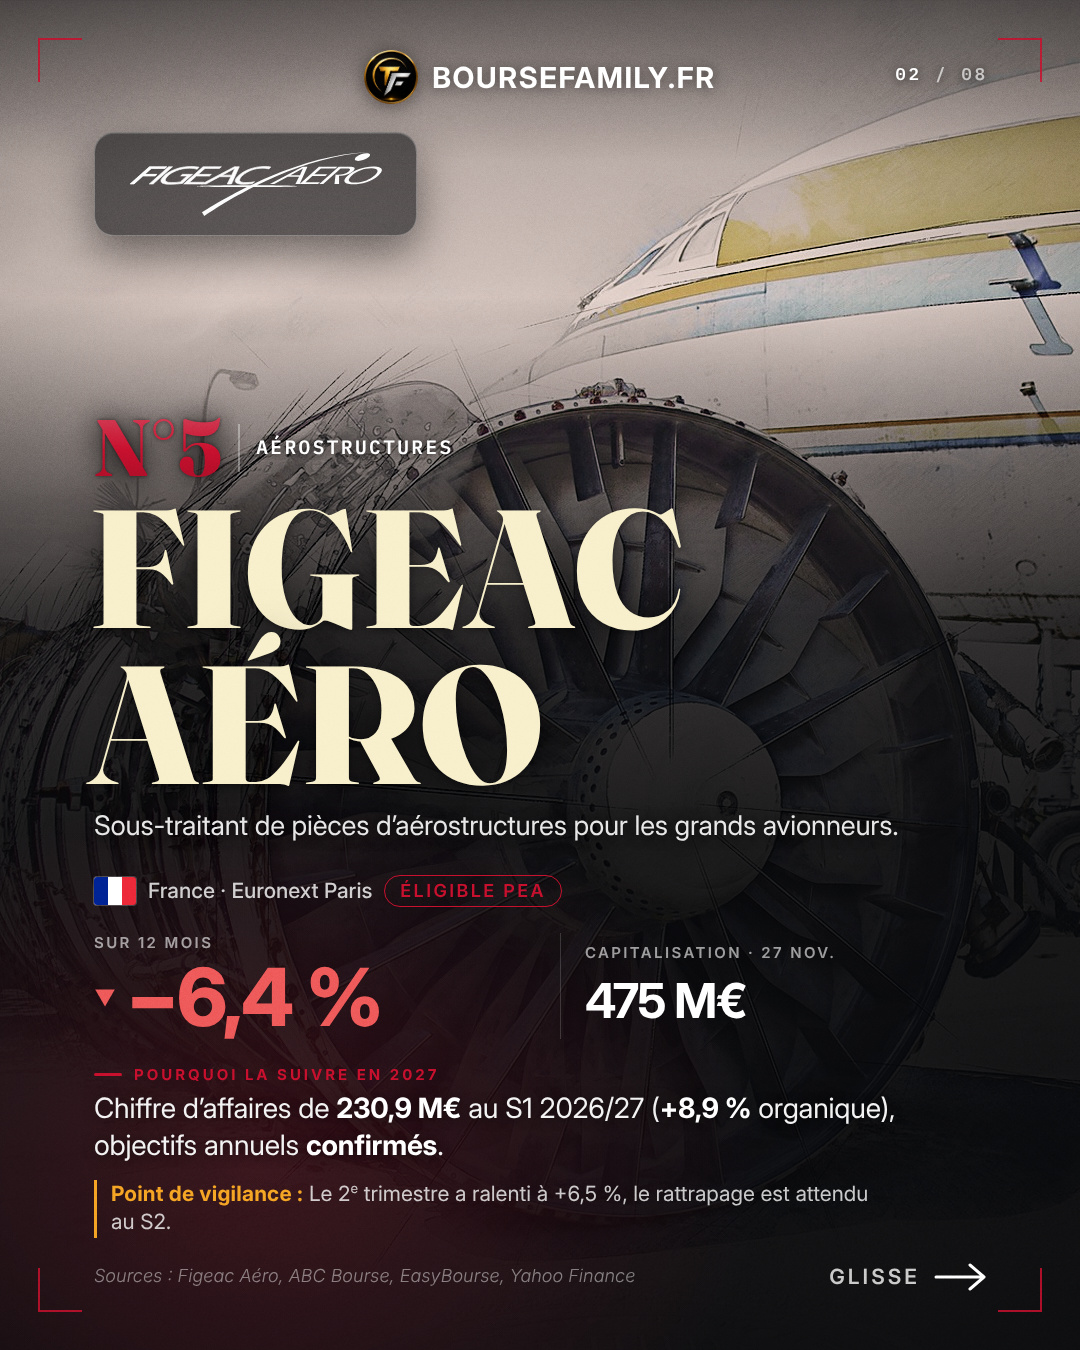 BOURSEFAMILY.FR
02 / 08
FIGEAC AERO
N°5
AÉROSTRUCTURES
FIGEAC
AÉRO
Sous-traitant de pièces d’aérostructures pour les grands avionneurs.
France · Euronext Paris
ÉLIGIBLE PEA
SUR 12 MOIS
▼ −6,4 %
CAPITALISATION · 27 NOV.
475 M€
POURQUOI LA SUIVRE EN 2027
Chiffre d’affaires de 230,9 M€ au S1 2026/27 (+8,9 % organique),
objectifs annuels confirmés.
Point de vigilance : Le 2e trimestre a ralenti à +6,5 %, le rattrapage est attendu
au S2.
Sources : Figeac Aéro, ABC Bourse, EasyBourse, Yahoo Finance
GLISSE →